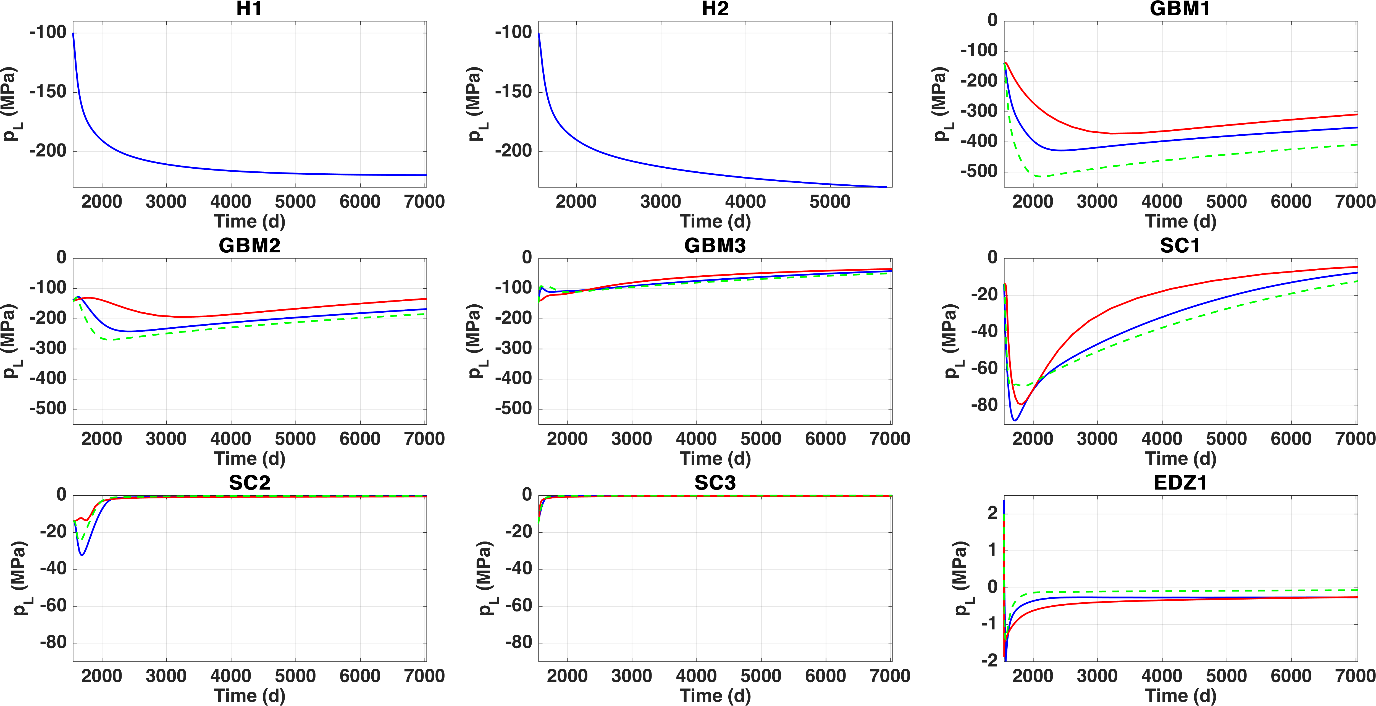 H1
H2
GBM1
-100
-150
-200
p_L (MPa)
2000 3000 4000 5000 6000 7000
Time (d)
-100
-150
-200
p_L (MPa)
2000 3000 4000 5000
Time (d)
0
-100
-200
-300
-400
-500
p_L (MPa)
2000 3000 4000 5000 6000 7000
Time (d)
GBM2
GBM3
SC1
0
-100
-200
-300
-400
-500
p_L (MPa)
2000 3000 4000 5000 6000 7000
Time (d)
0
-100
-200
-300
-400
-500
p_L (MPa)
2000 3000 4000 5000 6000 7000
Time (d)
0
-20
-40
-60
-80
p_L (MPa)
2000 3000 4000 5000 6000 7000
Time (d)
SC2
SC3
EDZ1
0
-20
-40
-60
-80
p_L (MPa)
2000 3000 4000 5000 6000 7000
Time (d)
0
-20
-40
-60
-80
p_L (MPa)
2000 3000 4000 5000 6000 7000
Time (d)
2
1
0
-1
-2
p_L (MPa)
2000 3000 4000 5000 6000 7000
Time (d)